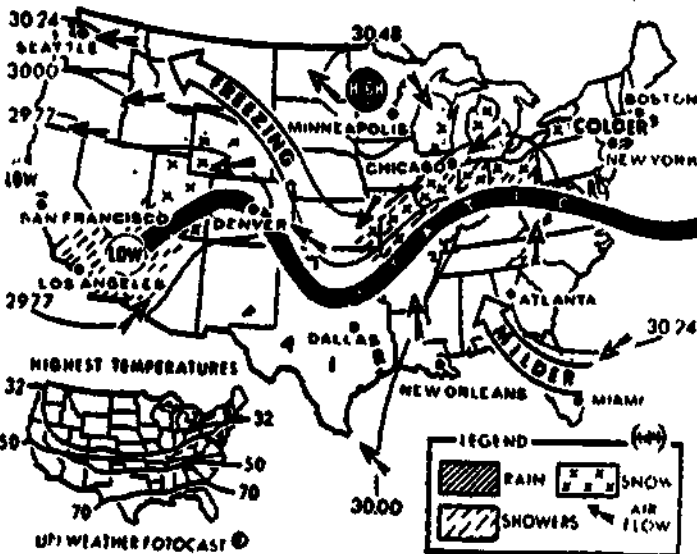 30.24
SEATTLE
30.00
29.77
LOW
SAN FRANCISCO
LOW
LOS ANGELES
29.77
FREEZING
30.48
HIGH
MINNEAPOLIS
CHICAGO
BOSTON
COLDER
NEW YORK
DENVER
DALLAS
ATLANTA
30.24
MILDER
NEW ORLEANS
MIAMI
30.00
HIGHEST TEMPERATURES
32
32
50
50
70
70
UPI WEATHER FOTOCAST ©
LEGEND
RAIN
SNOW
SHOWERS
AIR
FLOW